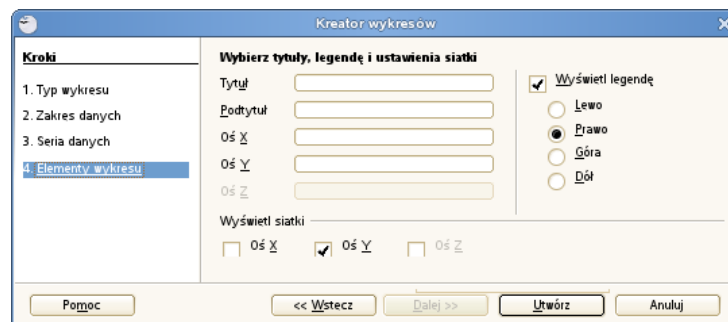 Kreator wykresów
Kroki
1. Typ wykresu
2. Zakres danych
3. Seria danych
4. Elementy wykresu
Wybierz tytuły, legendę i ustawienia siatki
Tytuł
Podtytuł
Oś X
Oś Y
Oś Z
Wyświetl legendę
Lewo
Prawo
Góra
Dół
Wyświetl siatki
Oś X Oś Y Oś Z
Pomoc << Wstecz Dalej >> Utwórz Anuluj